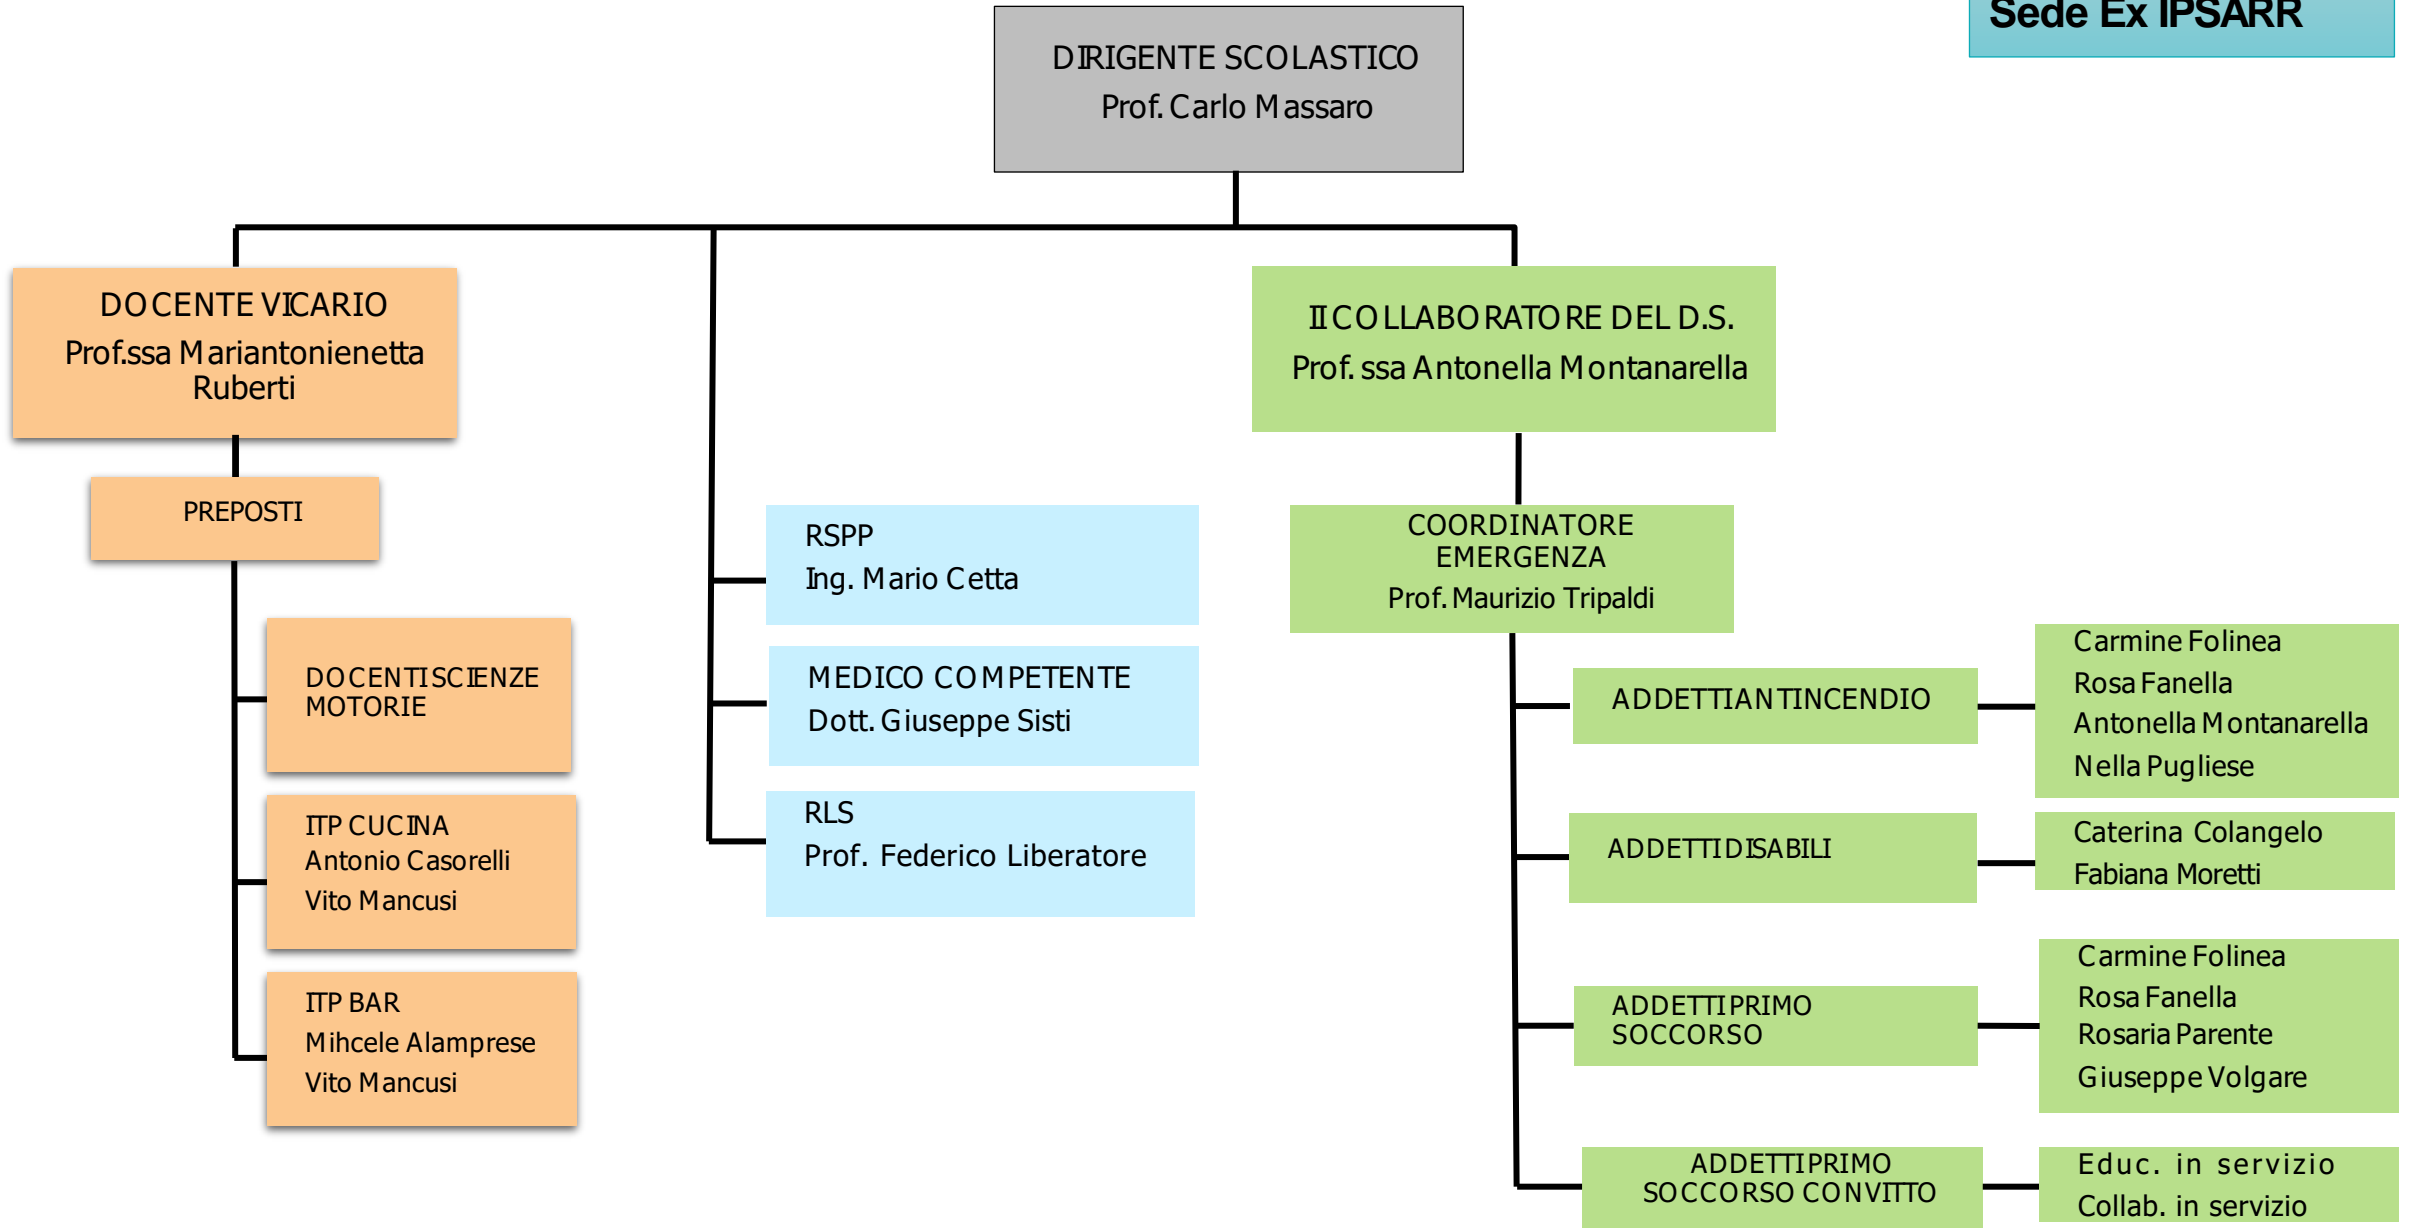 Sede Ex IPSARR
DIRIGENTE SCOLASTICO
Prof. Carlo Massaro
DOCENTE VICARIO
Prof.ssa Mariantonienetta
Ruberti
II COLLABORATORE DEL D.S.
Prof. ssa Antonella Montanarella
PREPOSTI
DOCENTI SCIENZE
MOTORIE
ITP CUCINA
Antonio Casorelli
Vito Mancusi
ITP BAR
Mihcele Alamprese
Vito Mancusi
RSPP
Ing. Mario Cetta
MEDICO COMPETENTE
Dott. Giuseppe Sisti
RLS
Prof. Federico Liberatore
COORDINATORE
EMERGENZA
Prof. Maurizio Tripaldi
ADDETTI ANTINCENDIO
Carmine Folinea
Rosa Fanella
Antonella Montanarella
Nella Pugliese
ADDETTI DISABILI
Caterina Colangelo
Fabiana Moretti
ADDETTI PRIMO
SOCCORSO
Carmine Folinea
Rosa Fanella
Rosaria Parente
Giuseppe Volgare
ADDETTI PRIMO
SOCCORSO CONVITTO
Educ. in servizio
Collab. in servizio